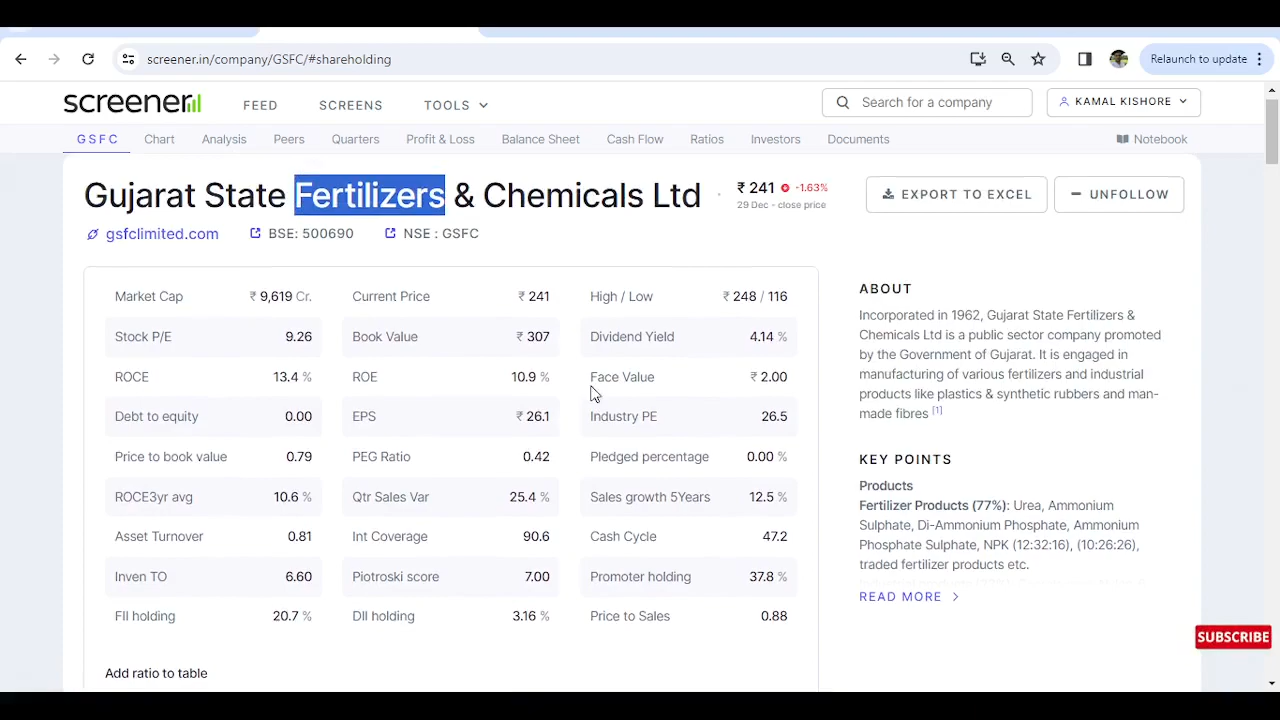 screener.in/company/GSFC/#shareholding
Relaunch to update
screener
FEED SCREENS TOOLS
Search for a company
KAMAL KISHORE
GSFC Chart Analysis Peers Quarters Profit & Loss Balance Sheet Cash Flow Ratios Investors Documents Notebook
Gujarat State Fertilizers & Chemicals Ltd
₹ 241 -1.63%
29 Dec - close price
EXPORT TO EXCEL
UNFOLLOW
gsfclimited.com BSE: 500690 NSE : GSFC
Market Cap ₹ 9,619 Cr. Current Price ₹ 241 High / Low ₹ 248 / 116
Stock P/E 9.26 Book Value ₹ 307 Dividend Yield 4.14 %
ROCE 13.4 % ROE 10.9 % Face Value ₹ 2.00
Debt to equity 0.00 EPS ₹ 26.1 Industry PE 26.5
Price to book value 0.79 PEG Ratio 0.42 Pledged percentage 0.00 %
ROCE3yr avg 10.6 % Qtr Sales Var 25.4 % Sales growth 5Years 12.5 %
Asset Turnover 0.81 Int Coverage 90.6 Cash Cycle 47.2
Inven TO 6.60 Piotroski score 7.00 Promoter holding 37.8 %
FII holding 20.7 % DII holding 3.16 % Price to Sales 0.88
Add ratio to table
ABOUT
Incorporated in 1962, Gujarat State Fertilizers &
Chemicals Ltd is a public sector company promoted
by the Government of Gujarat. It is engaged in
manufacturing of various fertilizers and industrial
products like plastics & synthetic rubbers and man-
made fibres [1]
KEY POINTS
Products
Fertilizer Products (77%): Urea, Ammonium
Sulphate, Di-Ammonium Phosphate, Ammonium
Phosphate Sulphate, NPK (12:32:16), (10:26:26),
traded fertilizer products etc.
READ MORE
SUBSCRIBE